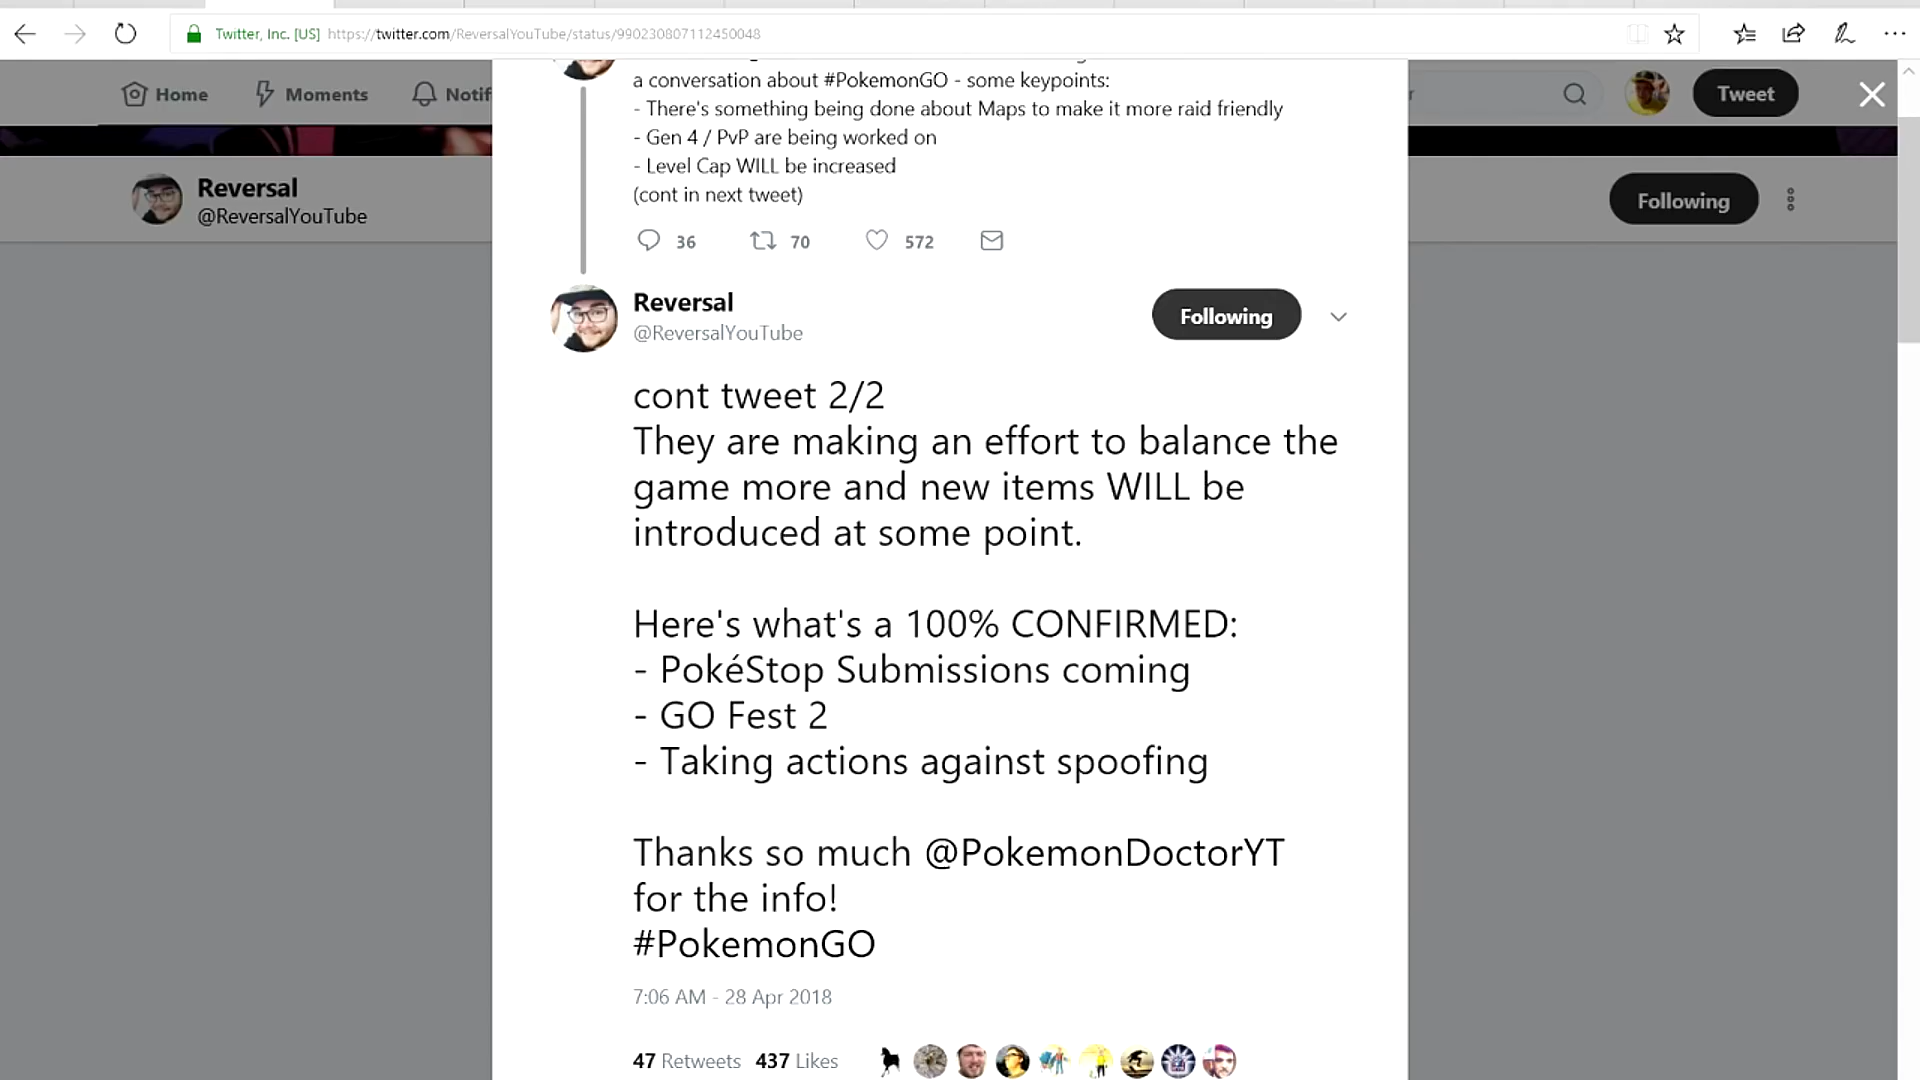 Twitter, Inc. [US] https://twitter.com/ReversalYouTube/status/990230807112450048
Home Moments Notif
Tweet
Reversal
@ReversalYouTube
Following
a conversation about #PokemonGO - some keypoints:
- There's something being done about Maps to make it more raid friendly
- Gen 4 / PvP are being worked on
- Level Cap WILL be increased
(cont in next tweet)
36 70 572
Reversal
@ReversalYouTube
Following
cont tweet 2/2
They are making an effort to balance the
game more and new items WILL be
introduced at some point.
Here's what's a 100% CONFIRMED:
- PokéStop Submissions coming
- GO Fest 2
- Taking actions against spoofing
Thanks so much @PokemonDoctorYT
for the info!
#PokemonGO
7:06 AM - 28 Apr 2018
47 Retweets 437 Likes